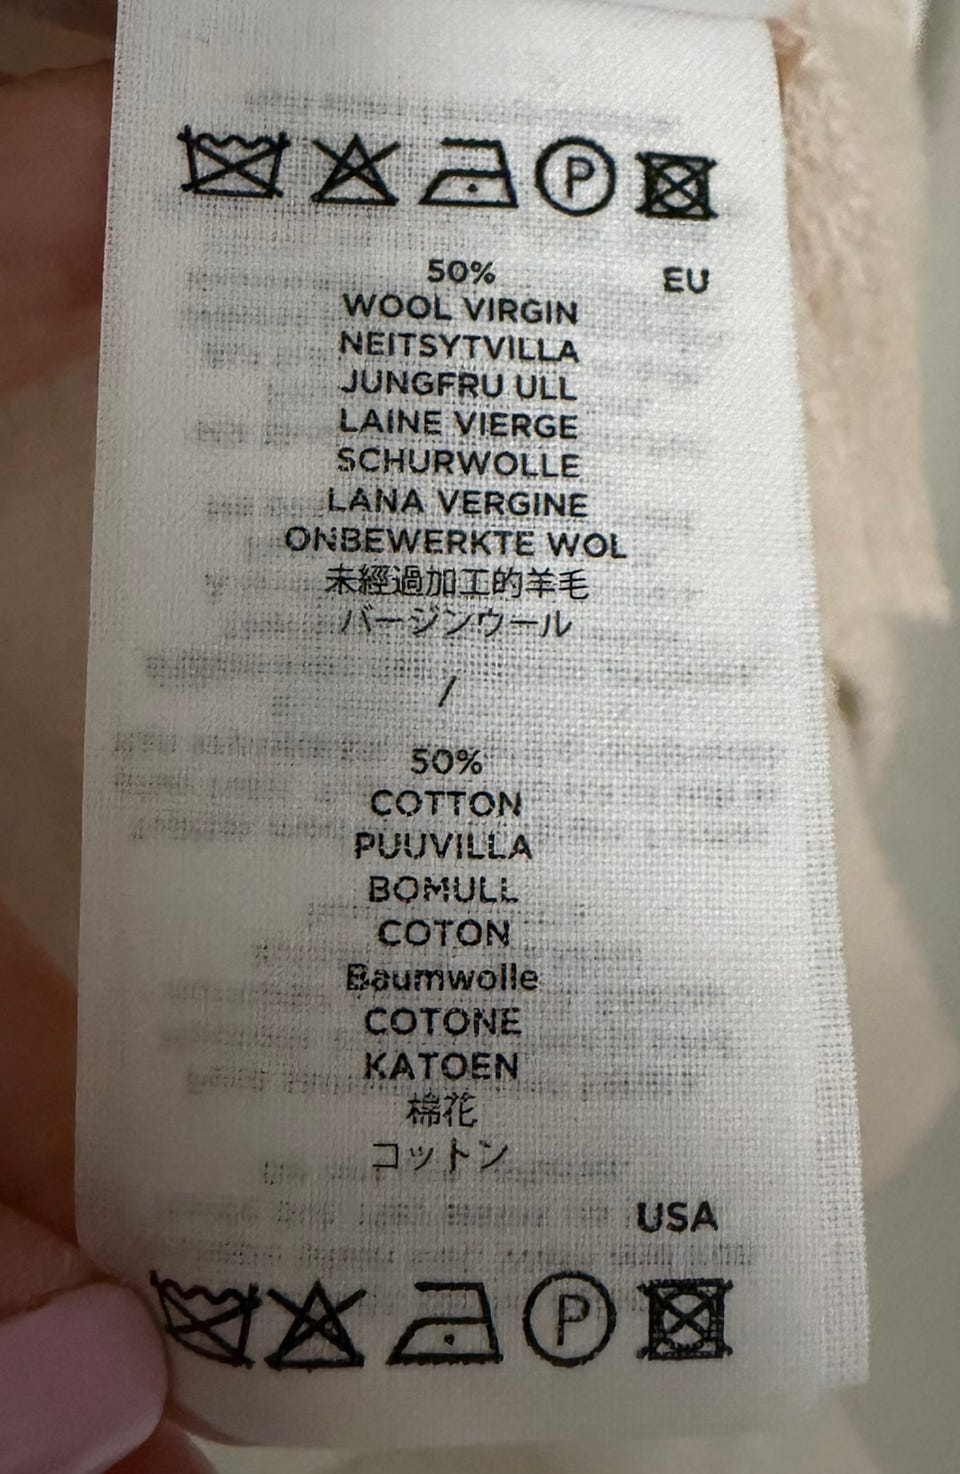 P
50%
EU
WOOL VIRGIN
NEITSYTVILLA
JUNGFRU ULL
LAINE VIERGE
SCHURWOLLE
LANA VERGINE
ONBEWERKTE WOL
未經過加工的羊毛
バージンウール
/
50%
COTTON
PUUVILLA
BOMULL
COTON
Baumwolle
COTONE
KATOEN
棉花
コットン
USA
P